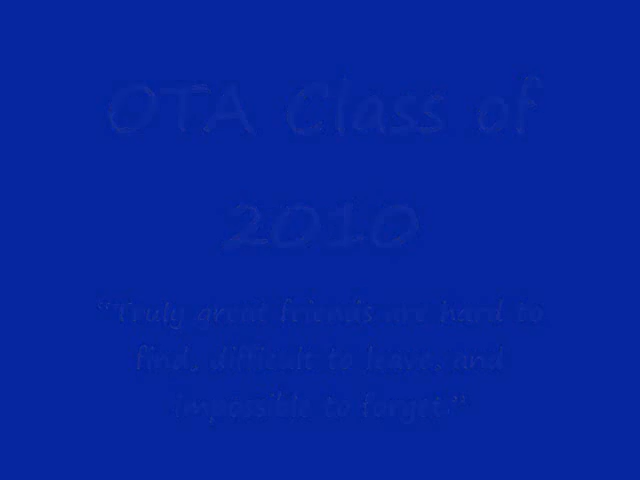 OTA Class of
2010
“Truly great friends are hard to
find, difficult to leave, and
impossible to forget.”